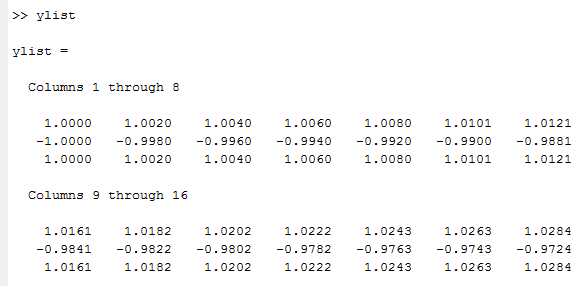 >> ylist
ylist =
Columns 1 through 8
1.0000 1.0020 1.0040 1.0060 1.0080 1.0101 1.0121
-1.0000 -0.9980 -0.9960 -0.9940 -0.9920 -0.9900 -0.9881
1.0000 1.0020 1.0040 1.0060 1.0080 1.0101 1.0121
Columns 9 through 16
1.0161 1.0182 1.0202 1.0222 1.0243 1.0263 1.0284
-0.9841 -0.9822 -0.9802 -0.9782 -0.9763 -0.9743 -0.9724
1.0161 1.0182 1.0202 1.0222 1.0243 1.0263 1.0284